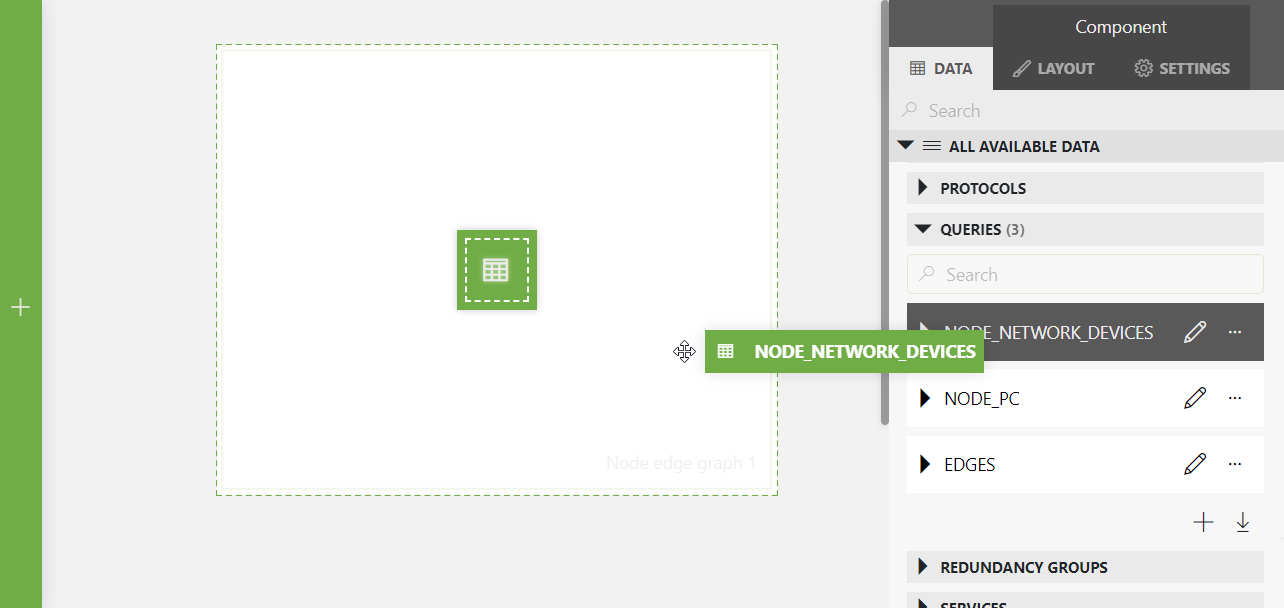 Component
DATA
LAYOUT
SETTINGS
Search
ALL AVAILABLE DATA
PROTOCOLS
QUERIES (3)
Search
NODE_NETWORK_DEVICES
NODE_NETWORK_DEVICES
NODE_PC
EDGES
Node edge graph 1
REDUNDANCY GROUPS
SERVICES